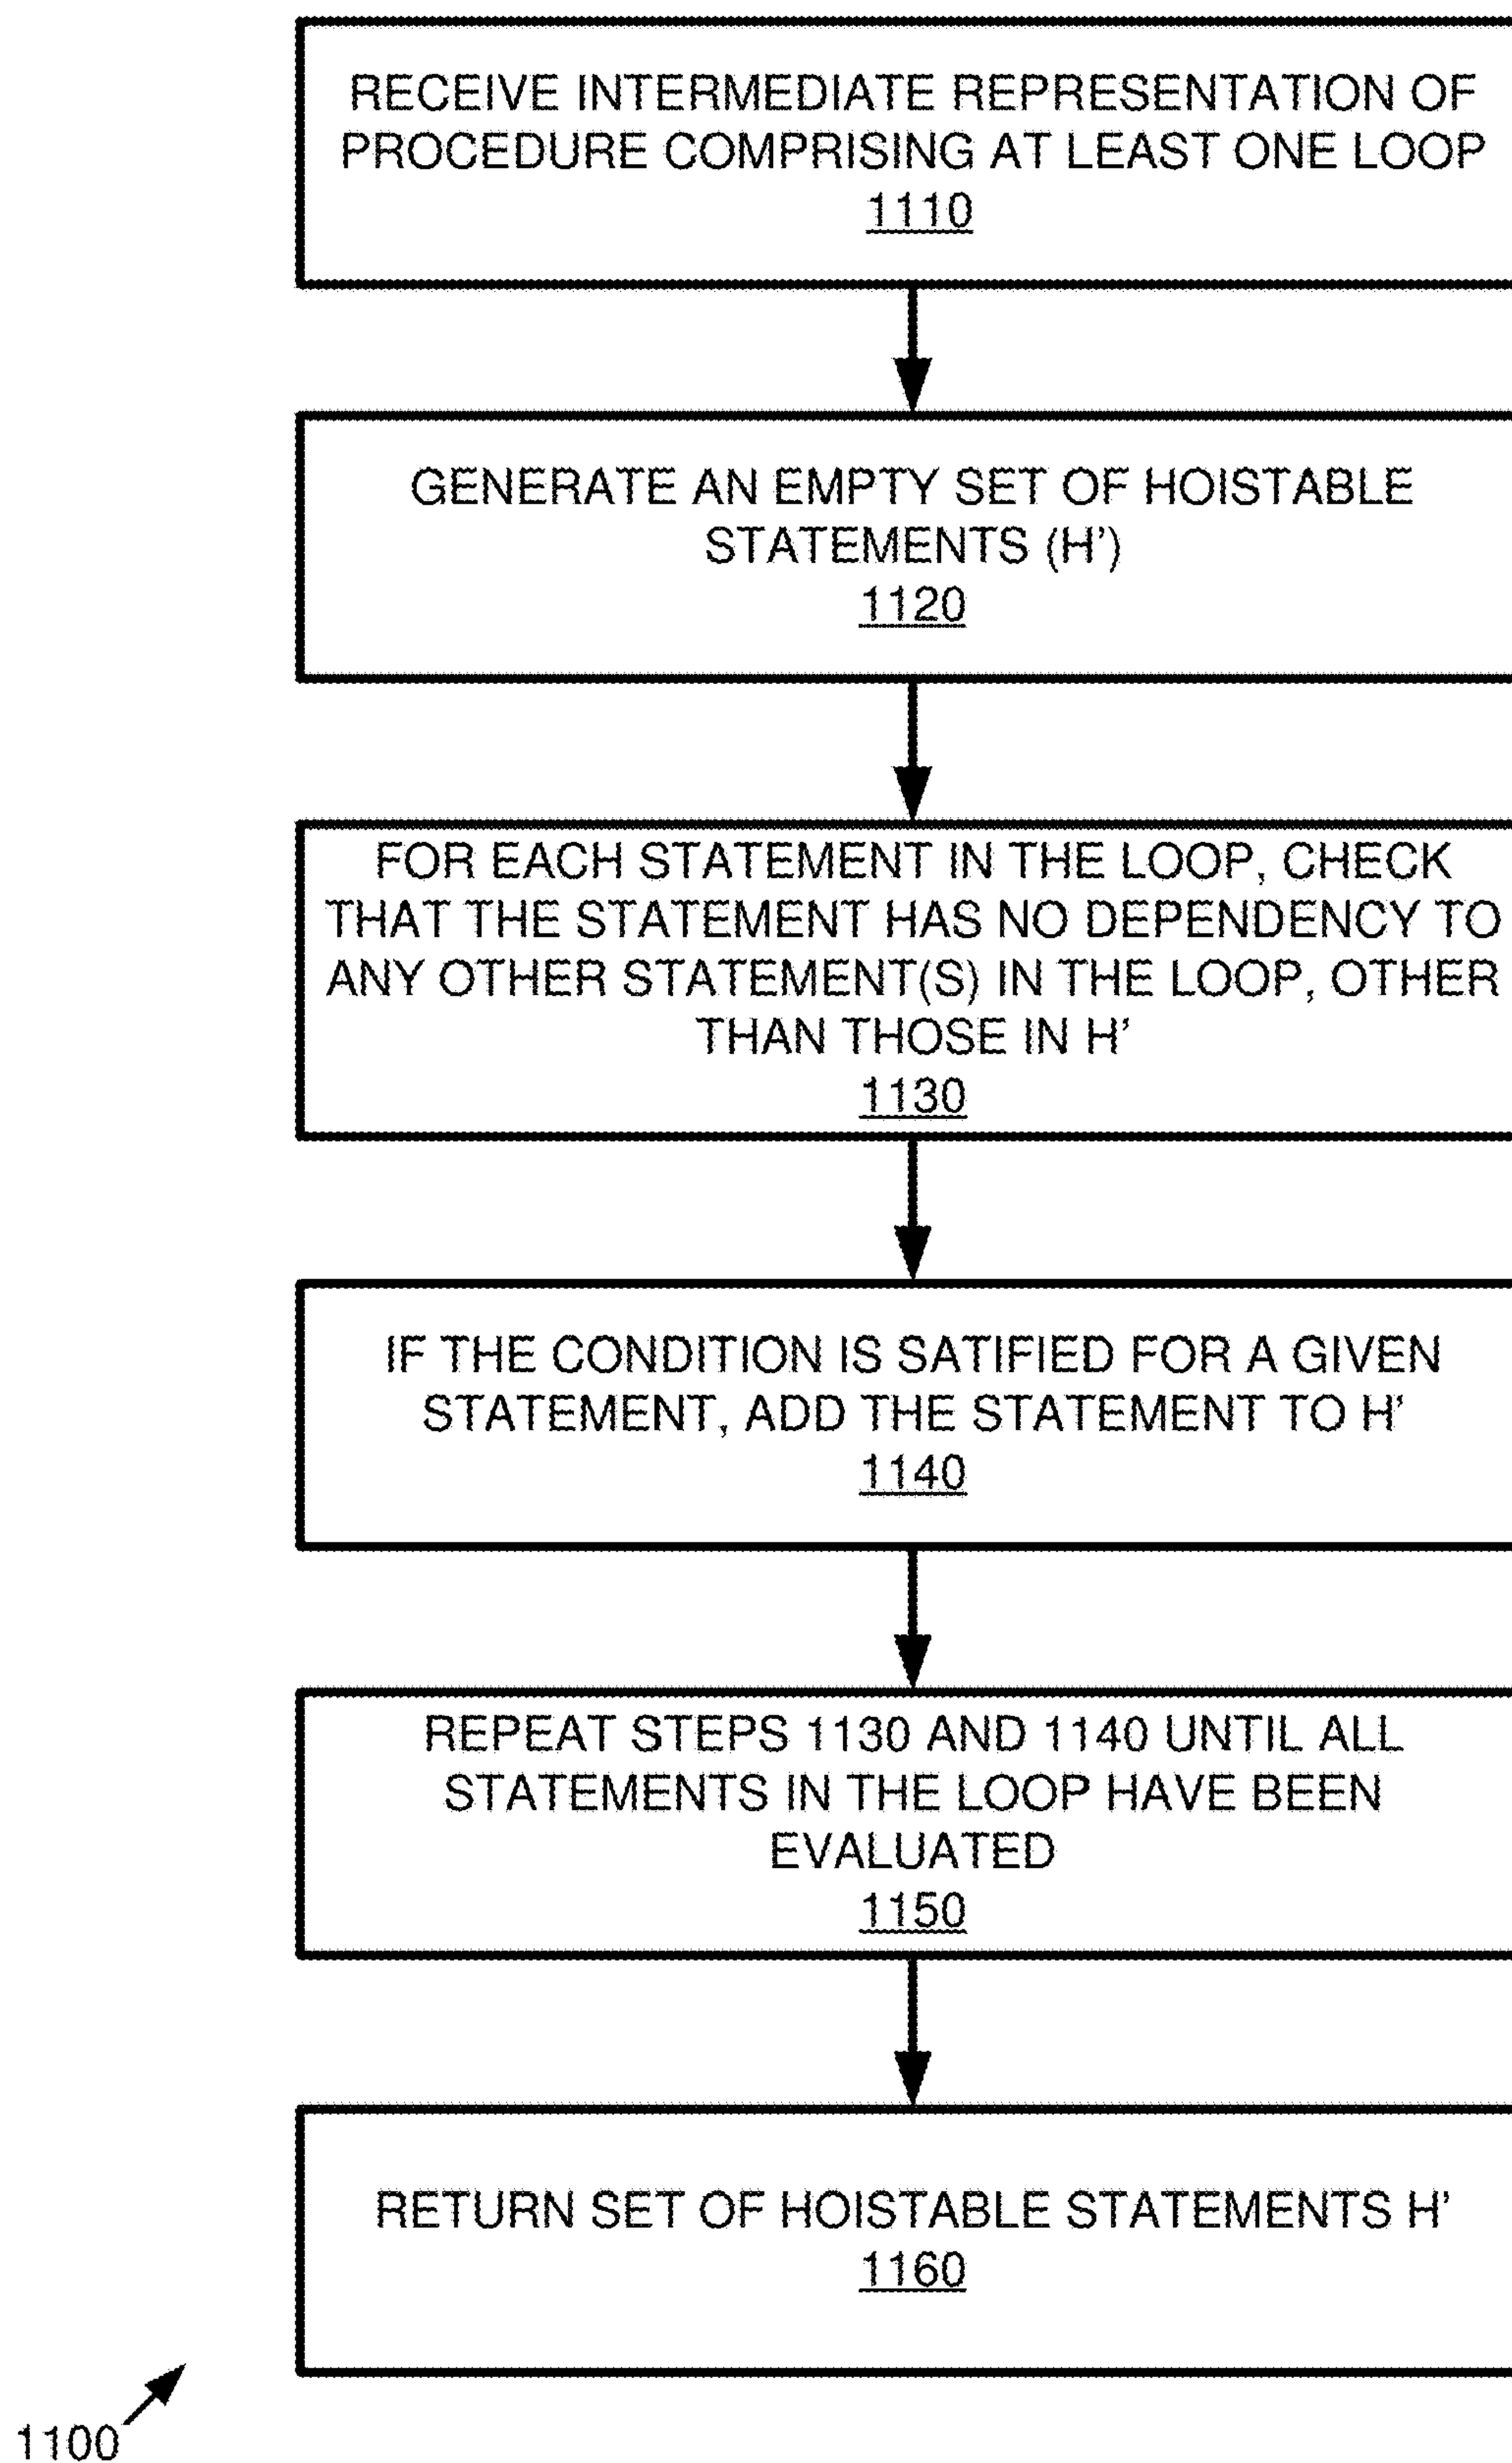 RECEIVE INTERMEDIATE REPRESENTATION OF
PROCEDURE COMPRISING AT LEAST ONE LOOP
1110
GENERATE AN EMPTY SET OF HOISTABLE
STATEMENTS (H')
1120
FOR EACH STATEMENT IN THE LOOP, CHECK
THAT THE STATEMENT HAS NO DEPENDENCY TO
ANY OTHER STATEMENT(S) IN THE LOOP, OTHER
THAN THOSE IN H'
1130
IF THE CONDITION IS SATIFIED FOR A GIVEN
STATEMENT, ADD THE STATEMENT TO H'
1140
REPEAT STEPS 1130 AND 1140 UNTIL ALL
STATEMENTS IN THE LOOP HAVE BEEN
EVALUATED
1150
RETURN SET OF HOISTABLE STATEMENTS H'
1160
1100